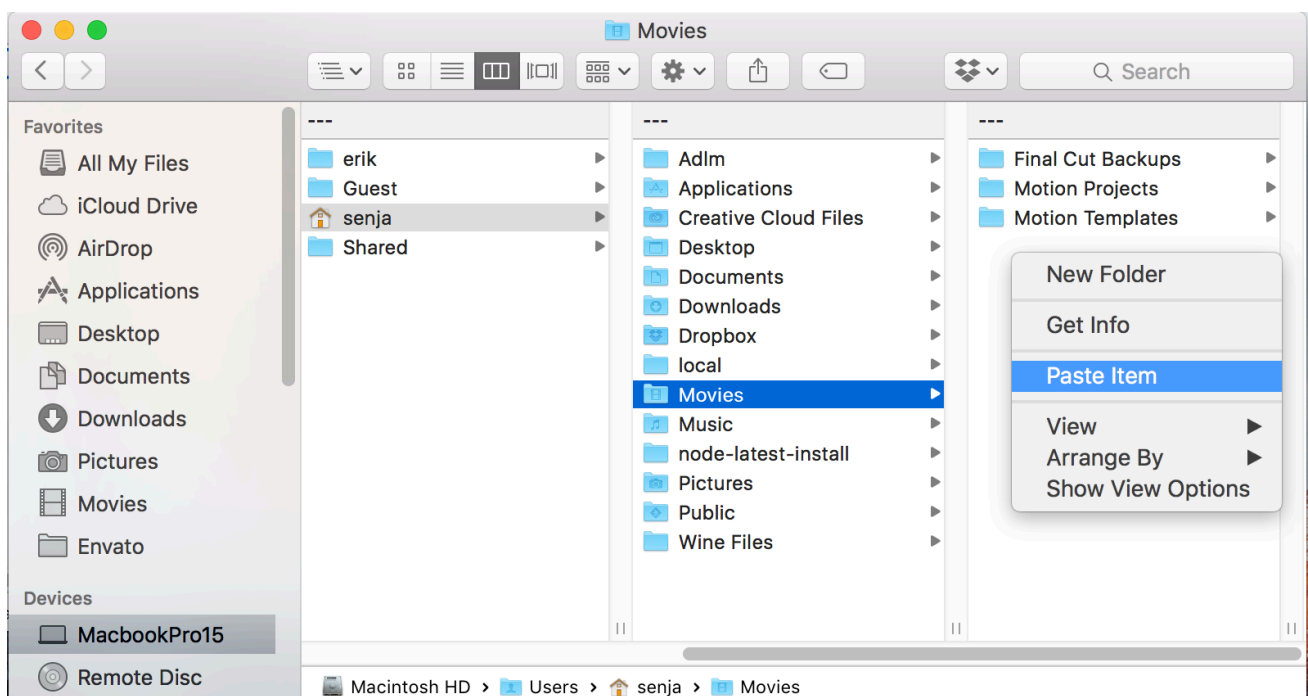 Movies
Search
Favorites
All My Files
iCloud Drive
AirDrop
Applications
Desktop
Documents
Downloads
Pictures
Movies
Envato
Devices
MacbookPro15
Remote Disc
---
erik
Guest
senja
Shared
---
Adlm
Applications
Creative Cloud Files
Desktop
Documents
Downloads
Dropbox
local
Movies
Music
node-latest-install
Pictures
Public
Wine Files
---
Final Cut Backups
Motion Projects
Motion Templates
New Folder
Get Info
Paste Item
View
Arrange By
Show View Options
Macintosh HD › Users › senja › Movies